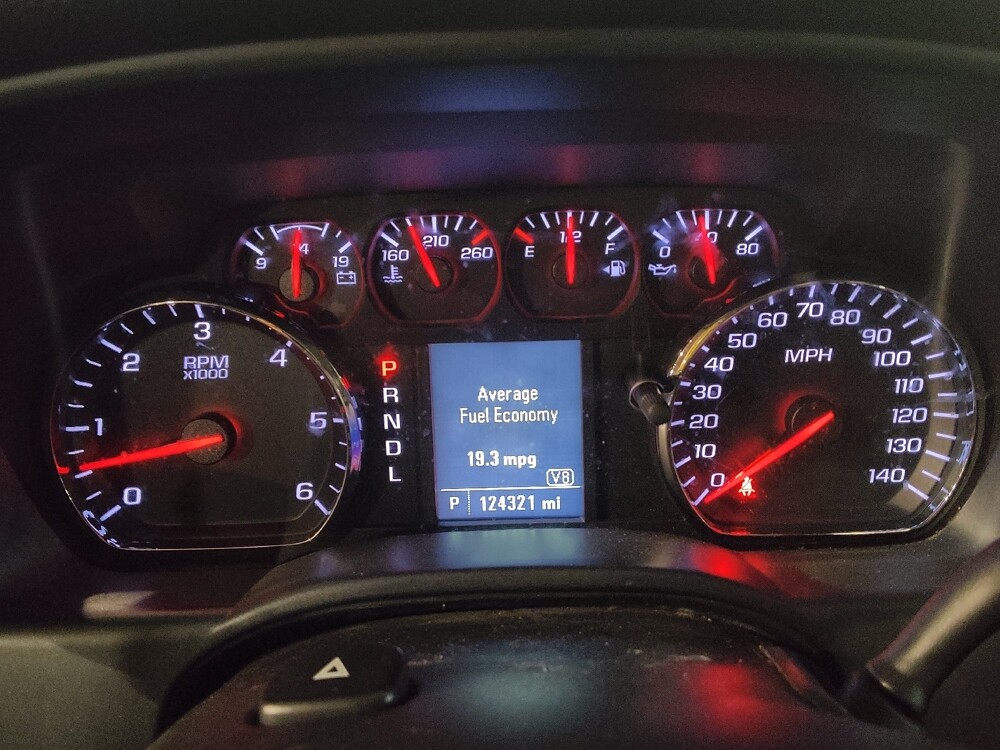 9 14 19
160 210 260
E 1/2 F
0 40 80
0 1 2 3 4 5 6
RPM
X1000
P
R
N
D
L
Average
Fuel Economy
19.3 mpg
V8
P 124321 mi
0 10 20 30 40 50 60 70 80 90 100 110 120 130 140
MPH